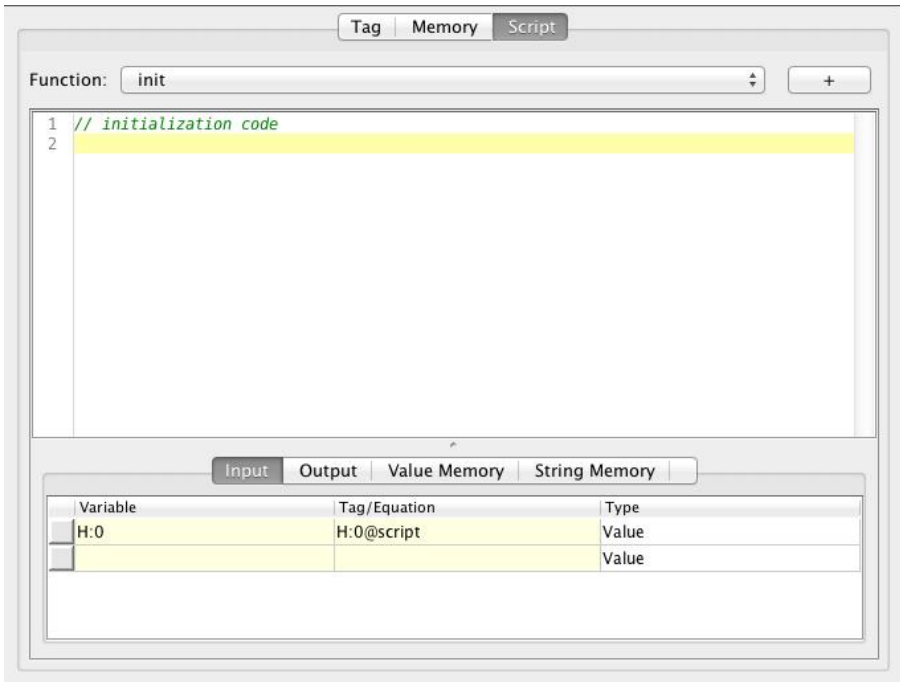 Tag Memory Script
Function: init +
1 // initialization code
2
Input Output Value Memory String Memory
Variable Tag/Equation Type
H:0 H:0@script Value
Value